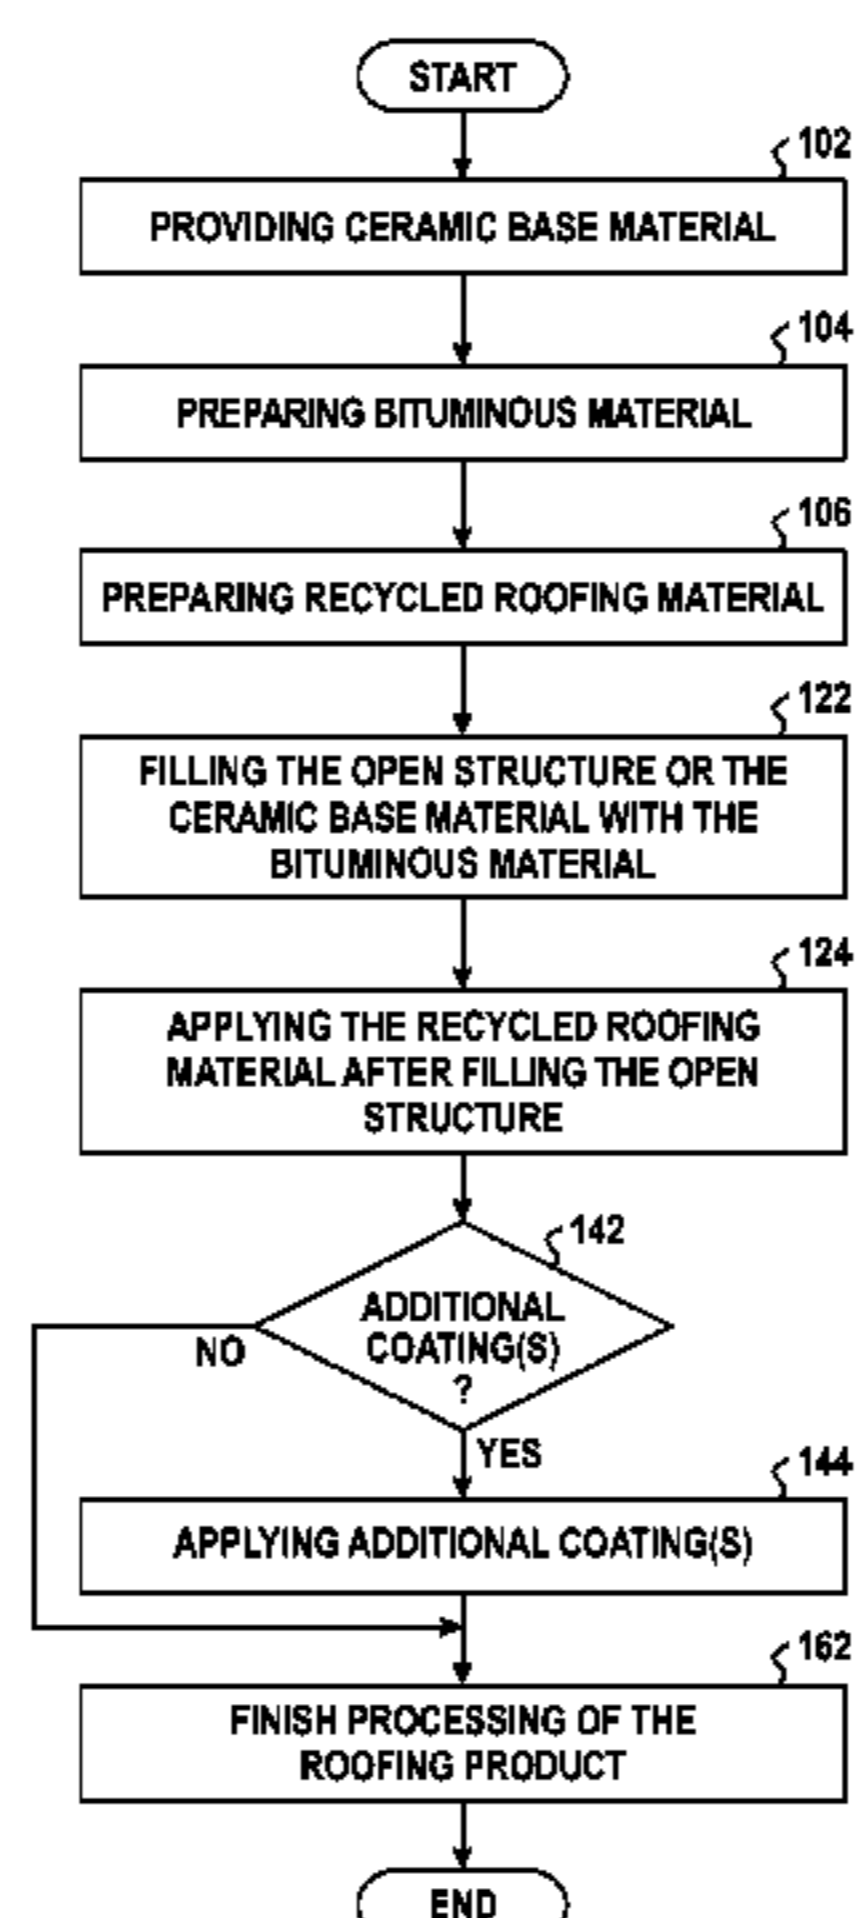 START
102
PROVIDING CERAMIC BASE MATERIAL
104
PREPARING BITUMINOUS MATERIAL
106
PREPARING RECYCLED ROOFING MATERIAL
122
FILLING THE OPEN STRUCTURE OR THE
CERAMIC BASE MATERIAL WITH THE
BITUMINOUS MATERIAL
124
APPLYING THE RECYCLED ROOFING
MATERIAL AFTER FILLING THE OPEN
STRUCTURE
142
ADDITIONAL
COATING(S)
?
NO
YES
144
APPLYING ADDITIONAL COATING(S)
162
FINISH PROCESSING OF THE
ROOFING PRODUCT
END